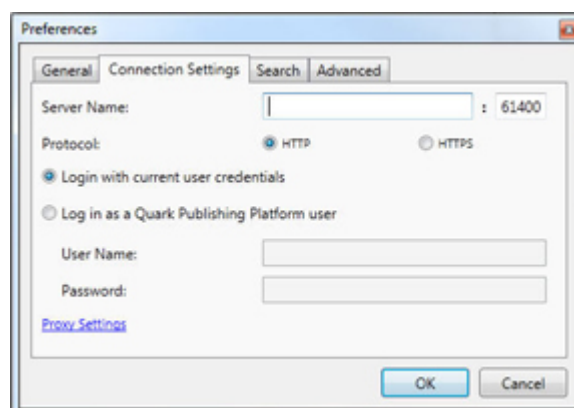 Preferences
General Connection Settings Search Advanced
Server Name: : 61400
Protocol: HTTP HTTPS
Login with current user credentials
Log in as a Quark Publishing Platform user
User Name:
Password:
Proxy Settings
OK Cancel